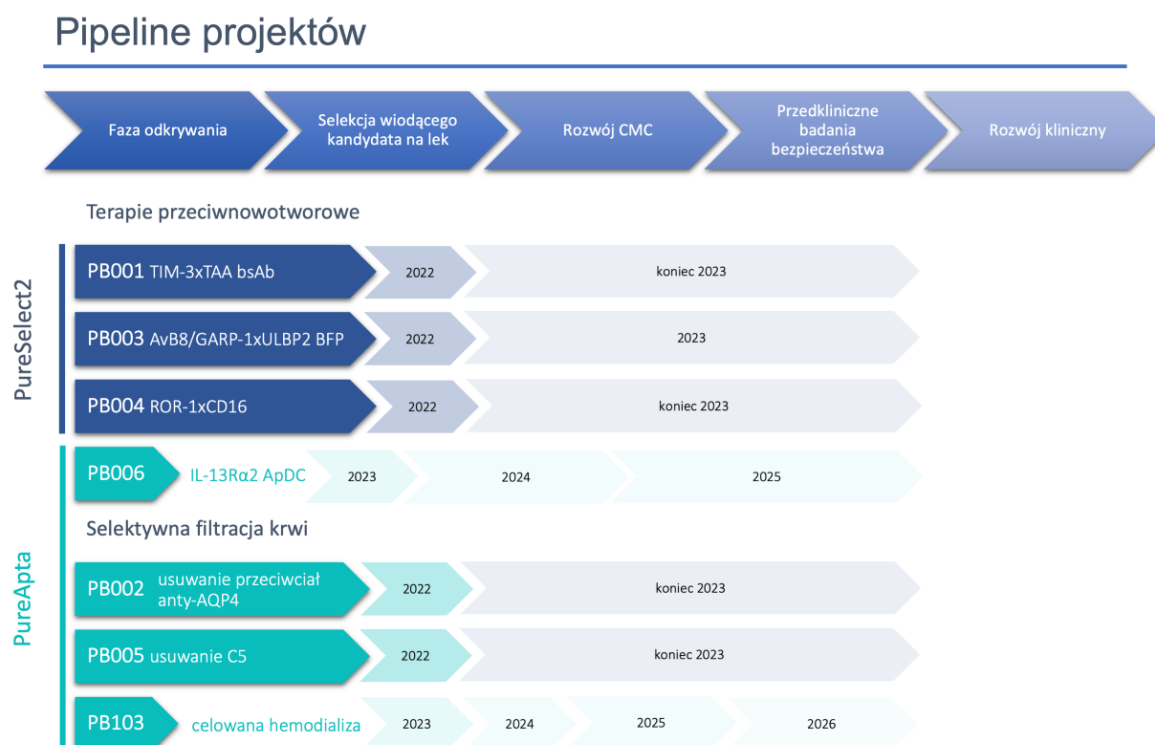 Pipeline projektów
Faza odkrywania
Selekcja wiodącego
kandydata na lek
Rozwój CMC
Przedkliniczne
badania
bezpieczeństwa
Rozwój kliniczny
Terapie przeciwnowotworowe
PureSelect2
PB001 TIM-3xTAA bsAb
2022
koniec 2023
PB003 AvB8/GARP-1xULBP2 BFP
2022
2023
PB004 ROR-1xCD16
2022
koniec 2023
PureApta
PB006
IL-13Rα2 ApDC
2023
2024
2025
Selektywna filtracja krwi
PB002
usuwanie przeciwciał
anty-AQP4
2022
koniec 2023
PB005 usuwanie C5
2022
koniec 2023
PB103
celowana hemodializa
2023
2024
2025
2026